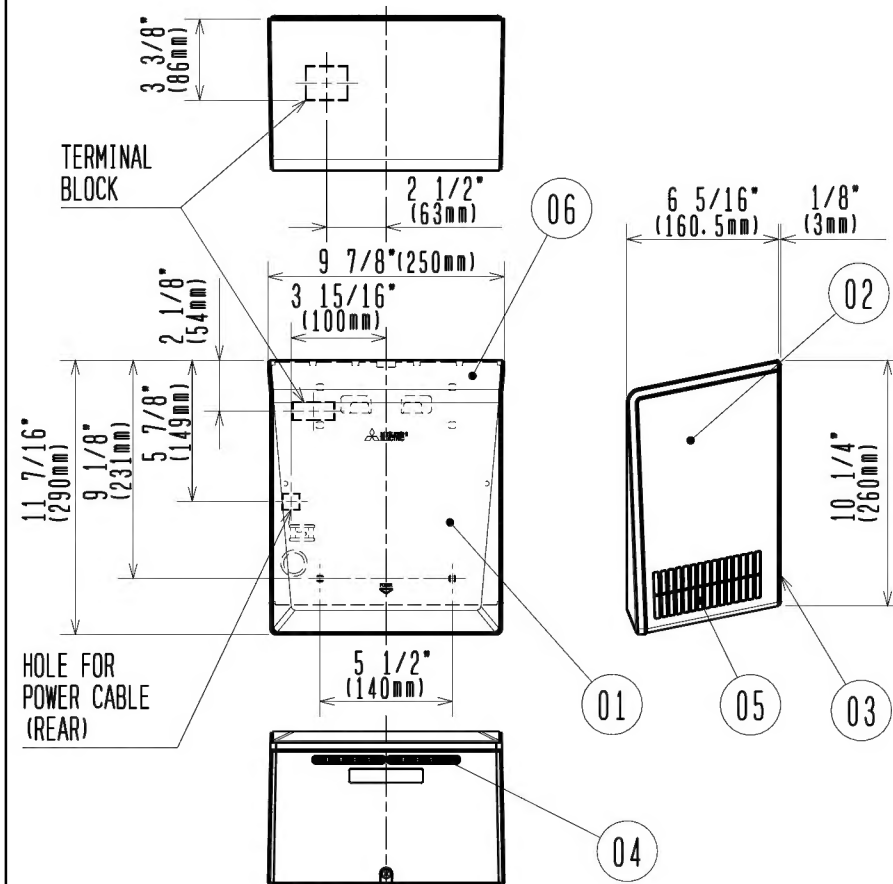 3 3/8"
(86mm)
TERMINAL
BLOCK
2 1/2"
(63mm)
06
6 5/16"
(160.5mm)
1/8"
(3mm)
9 7/8"(250mm)
3 15/16"
(100mm)
2 1/8"
(54mm)
02
11 7/16"
(290mm)
9 1/8"
(231mm)
5 7/8"
(149mm)
10 1/4"
(260mm)
HOLE FOR
POWER CABLE
(REAR)
5 1/2"
(140mm)
01
05
03
04